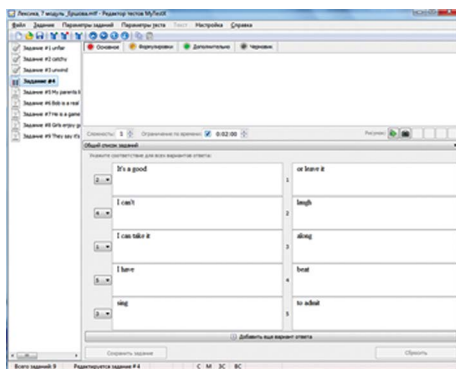 Лексика, 7 модуль_Ершова.mtf - Редактор тестов MyTestX
Файл Задание Параметры заданий Параметры теста Текст Настройка Справка
Задание #1 unfair
Задание #2 catchy
Задание #3 unwind
Задание #4
Задание #5 My parents
Задание #6 Bob is a real
Задание #7 He is a game
Задание #8 Girls enjoy
Задание #9 They say it's
Основное Формулировки Дополнительно Черновик
Сложность: 1 Ограничение по времени: 0:02:00 Рисунок:
Общий список заданий
Укажите соответствие для всех вариантов ответа:
2 It's a good 1 or leave it
4 I can't 2 laugh
1 I can take it 3 along
5 I have 4 beat
3 sing 5 to admit
Добавить еще вариант ответа
Сохранить задание Сбросить
Всего заданий: 9 Редактируется задание #4 С М ЗС ВС